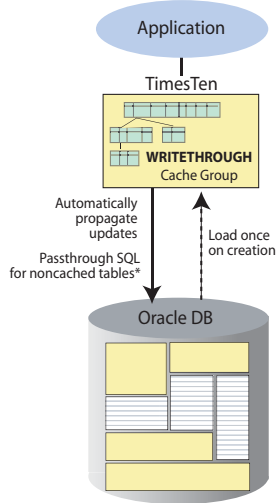 Application
TimesTen
WRITETHROUGH
Cache Group
Automatically
propagate
updates
Passthrough SQL
for noncached tables*
Load once
on creation
Oracle DB